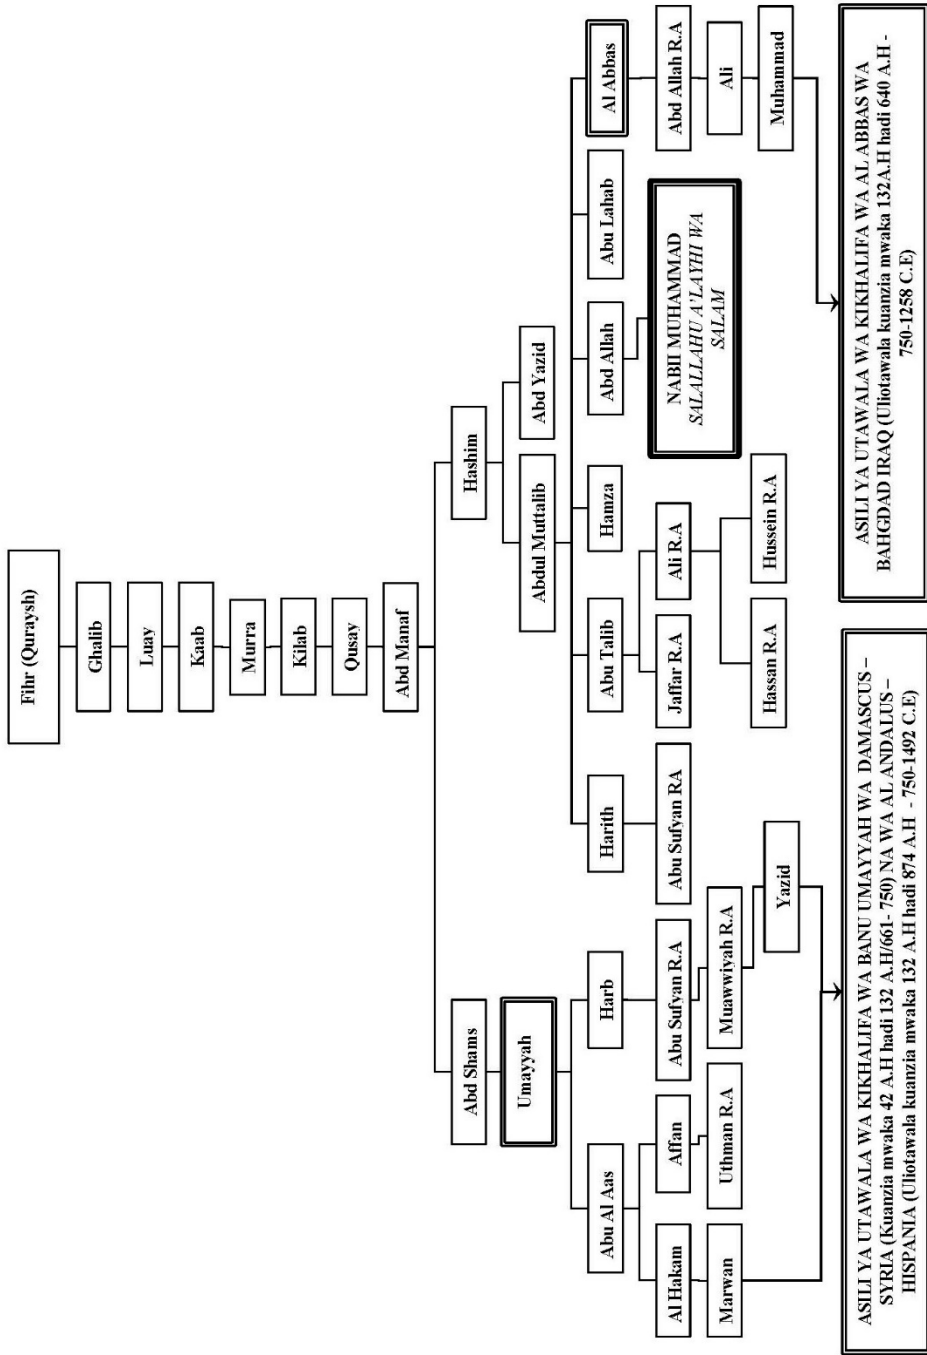 Fihr (Quraysh)
Ghalib
Luay
Kaab
Murra
Kilab
Qusay
Abd Manaf
Abd Shams
Hashim
Umayyah
Abdul Muttalib
Abd Yazid
Abu Al Aas
Harb
Harith
Abu Talib
Hamza
Abd Allah
Abu Lahab
Al Abbas
Al Hakam
Affan
Abu Sufyan R.A
Abu Sufyan RA
Jaffar R.A
Ali R.A
NABII MUHAMMAD
SALALLAHU A'LAYHI WA
SALAM
Abd Allah R.A
Marwan
Uthman R.A
Muawwiyah R.A
Hassan R.A
Hussein R.A
Ali
Yazid
Muhammad
ASILI YA UTAWALA WA KIKHALIFA WA BANU UMAYYAH WA DAMASCUS–
SYRIA (Kuanzia mwaka 42 A.H hadi 132 A.H/661- 750) NA WA AL ANDALUS –
HISPANIA (Uliotawala kuanzia mwaka 132 A.H hadi 874 A.H - 750-1492 C.E)
ASILI YA UTAWALA WA KIKHALIFA WA AL ABBAS WA
BAHGDAD IRAQ (Uliotawala kuanzia mwaka 132A.H hadi 640 A.H -
750-1258 C.E)